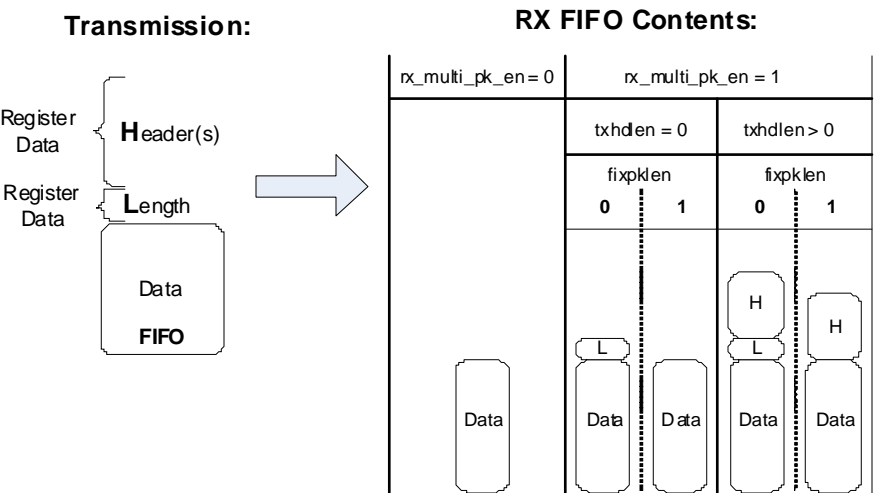 Transmission:
RX FIFO Contents:
rx_multi_pk_en = 0
rx_multi_pk_en = 1
txhdlen = 0
txhdlen > 0
fixpklen
fixpklen
0
1
0
1
Register
Data
Header(s)
Register
Data
Length
Data
FIFO
H
H
L
L
Data
Data
Data
Data
Data